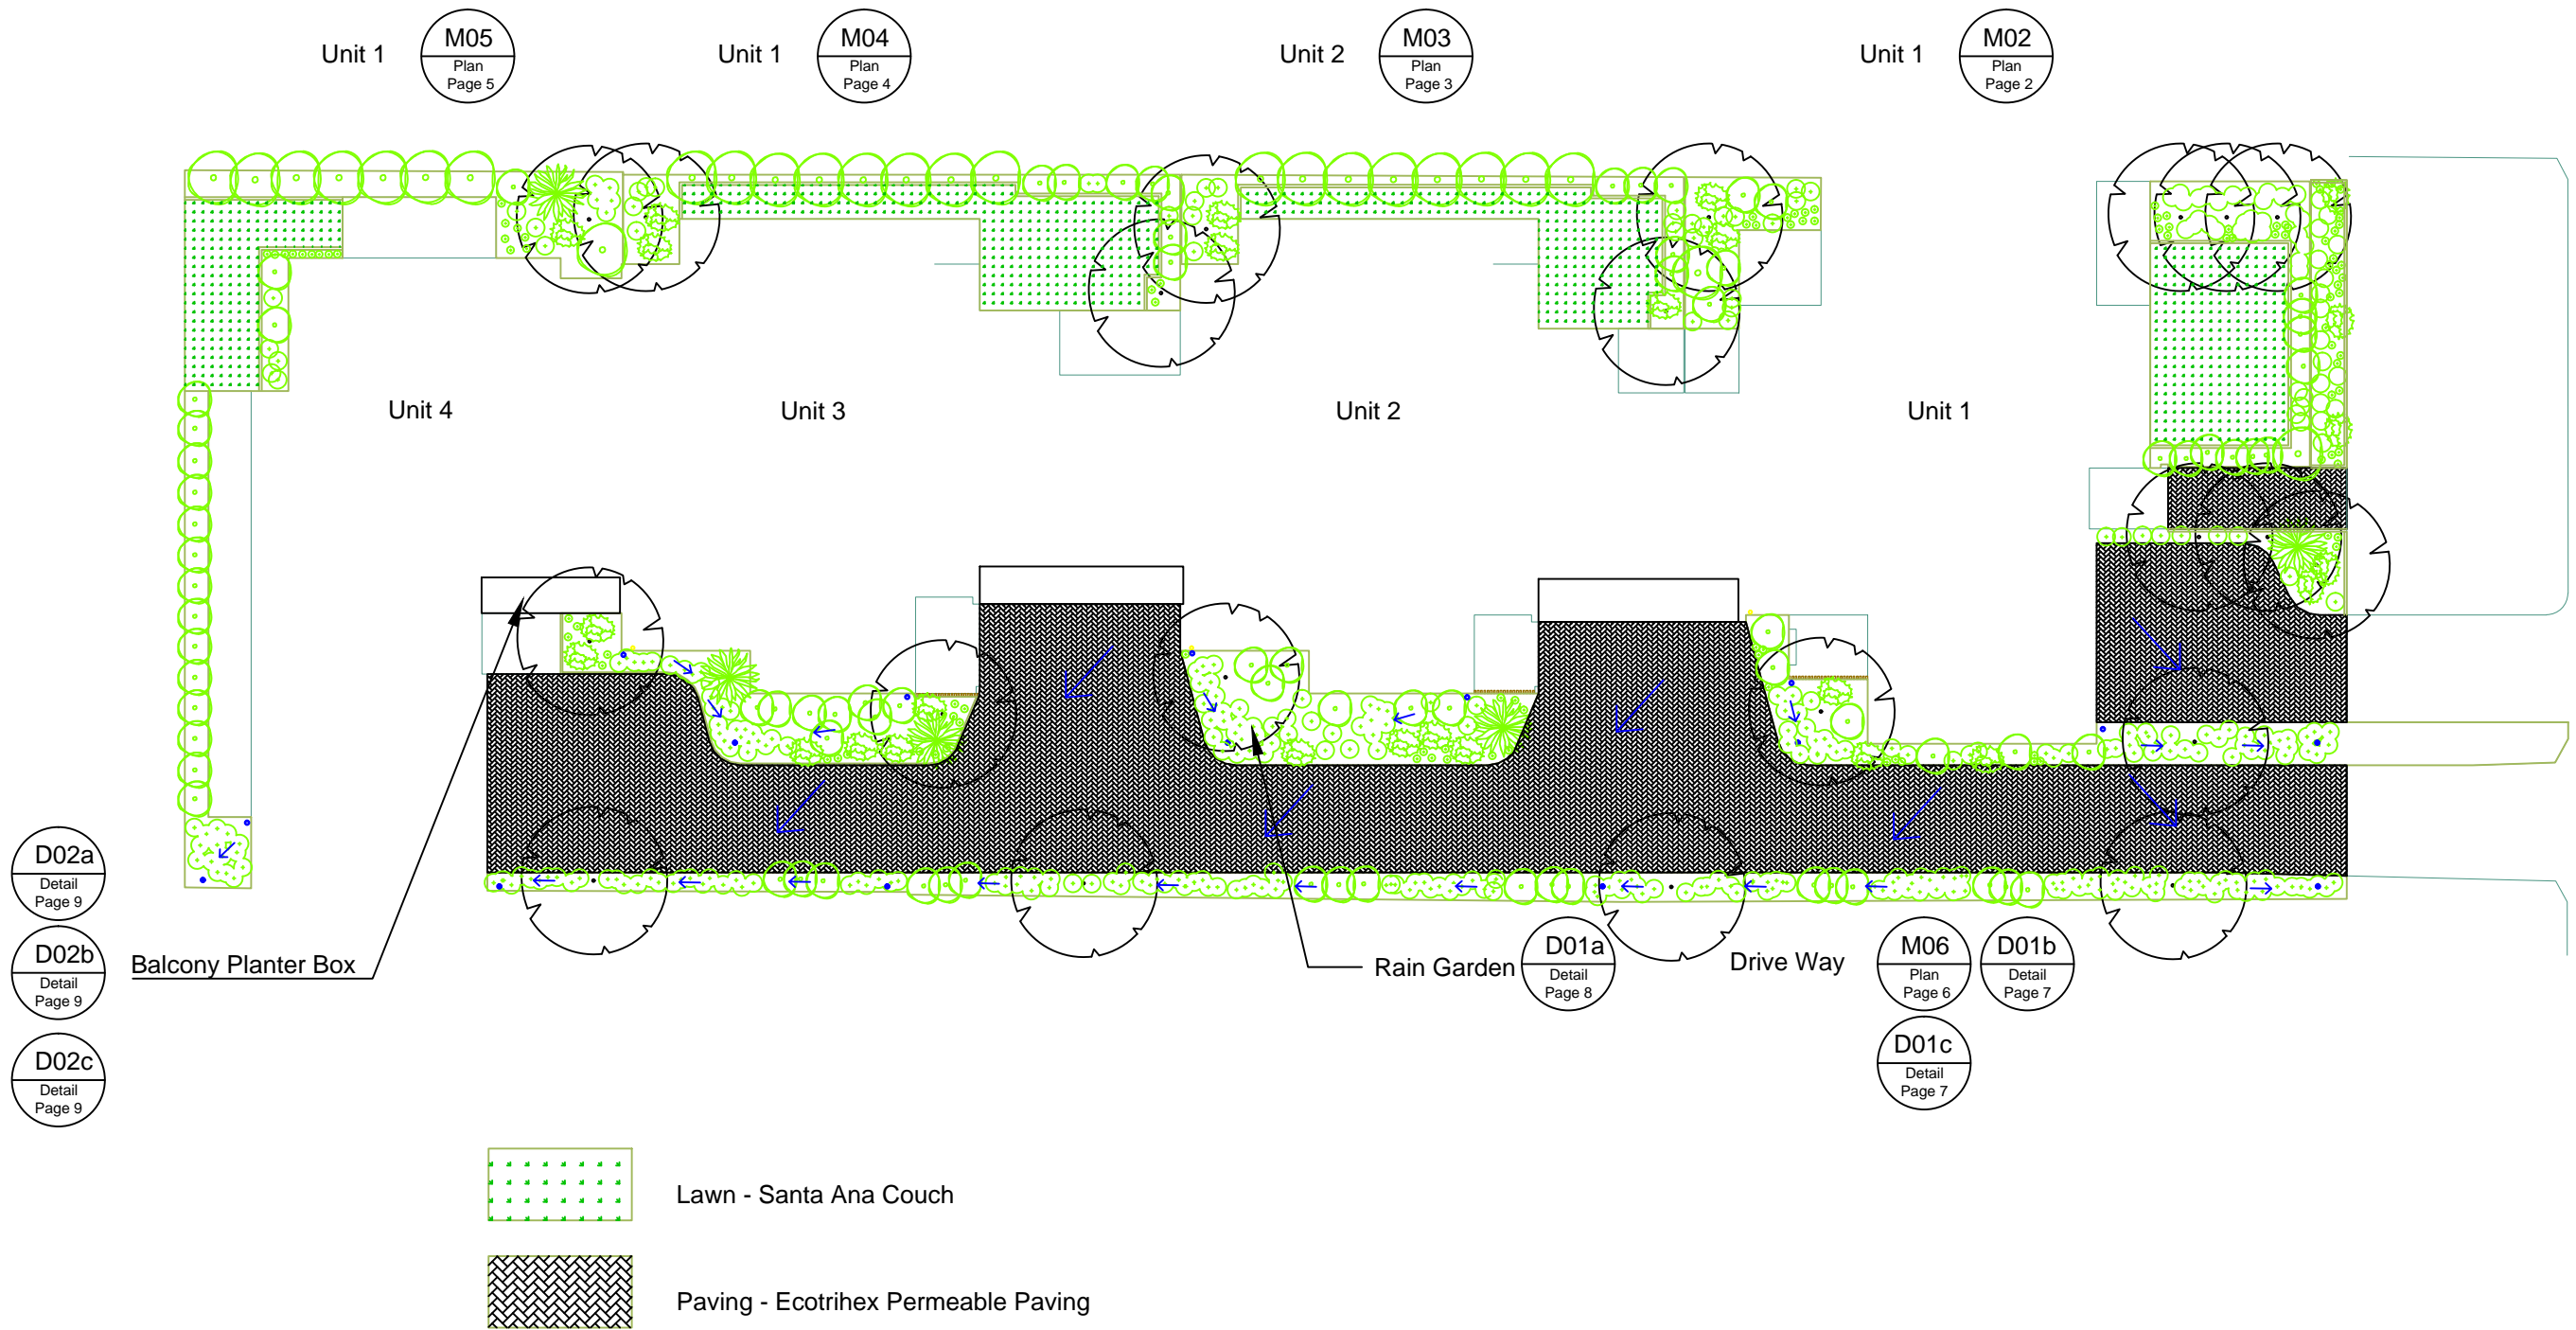 Unit 1
M05
Plan
Page 5
Unit 1
M04
Plan
Page 4
Unit 2
M03
Plan
Page 3
Unit 1
M02
Plan
Page 2
Unit 4
Unit 3
Unit 2
Unit 1
D02a
Detail
Page 9
D02b
Detail
Page 9
D02c
Detail
Page 9
Balcony Planter Box
Rain Garden
D01a
Detail
Page 8
Drive Way
M06
Plan
Page 6
D01b
Detail
Page 7
D01c
Detail
Page 7
Lawn - Santa Ana Couch
Paving - Ecotrihex Permeable Paving